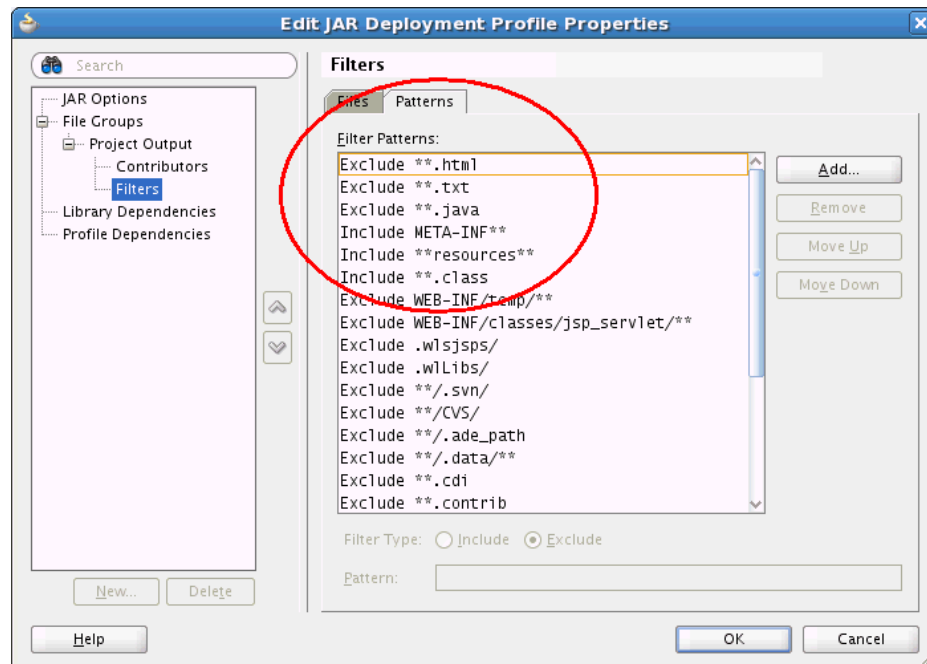 Edit JAR Deployment Profile Properties
Search
JAR Options
File Groups
Project Output
Contributors
Filters
Library Dependencies
Profile Dependencies
New...
Delete
Filters
Files
Patterns
Filter Patterns:
Exclude **.html
Exclude **.txt
Exclude **.java
Include META-INF**
Include **resources**
Include **.class
Exclude WEB-INF/temp/**
Exclude WEB-INF/classes/jsp_servlet/**
Exclude .wlsjsps/
Exclude .wlLibs/
Exclude **/.svn/
Exclude **/CVS/
Exclude **/.ade_path
Exclude **/.data/**
Exclude **.cdi
Exclude **.contrib
Add...
Remove
Move Up
Move Down
Filter Type: Include Exclude
Pattern:
Help
OK
Cancel